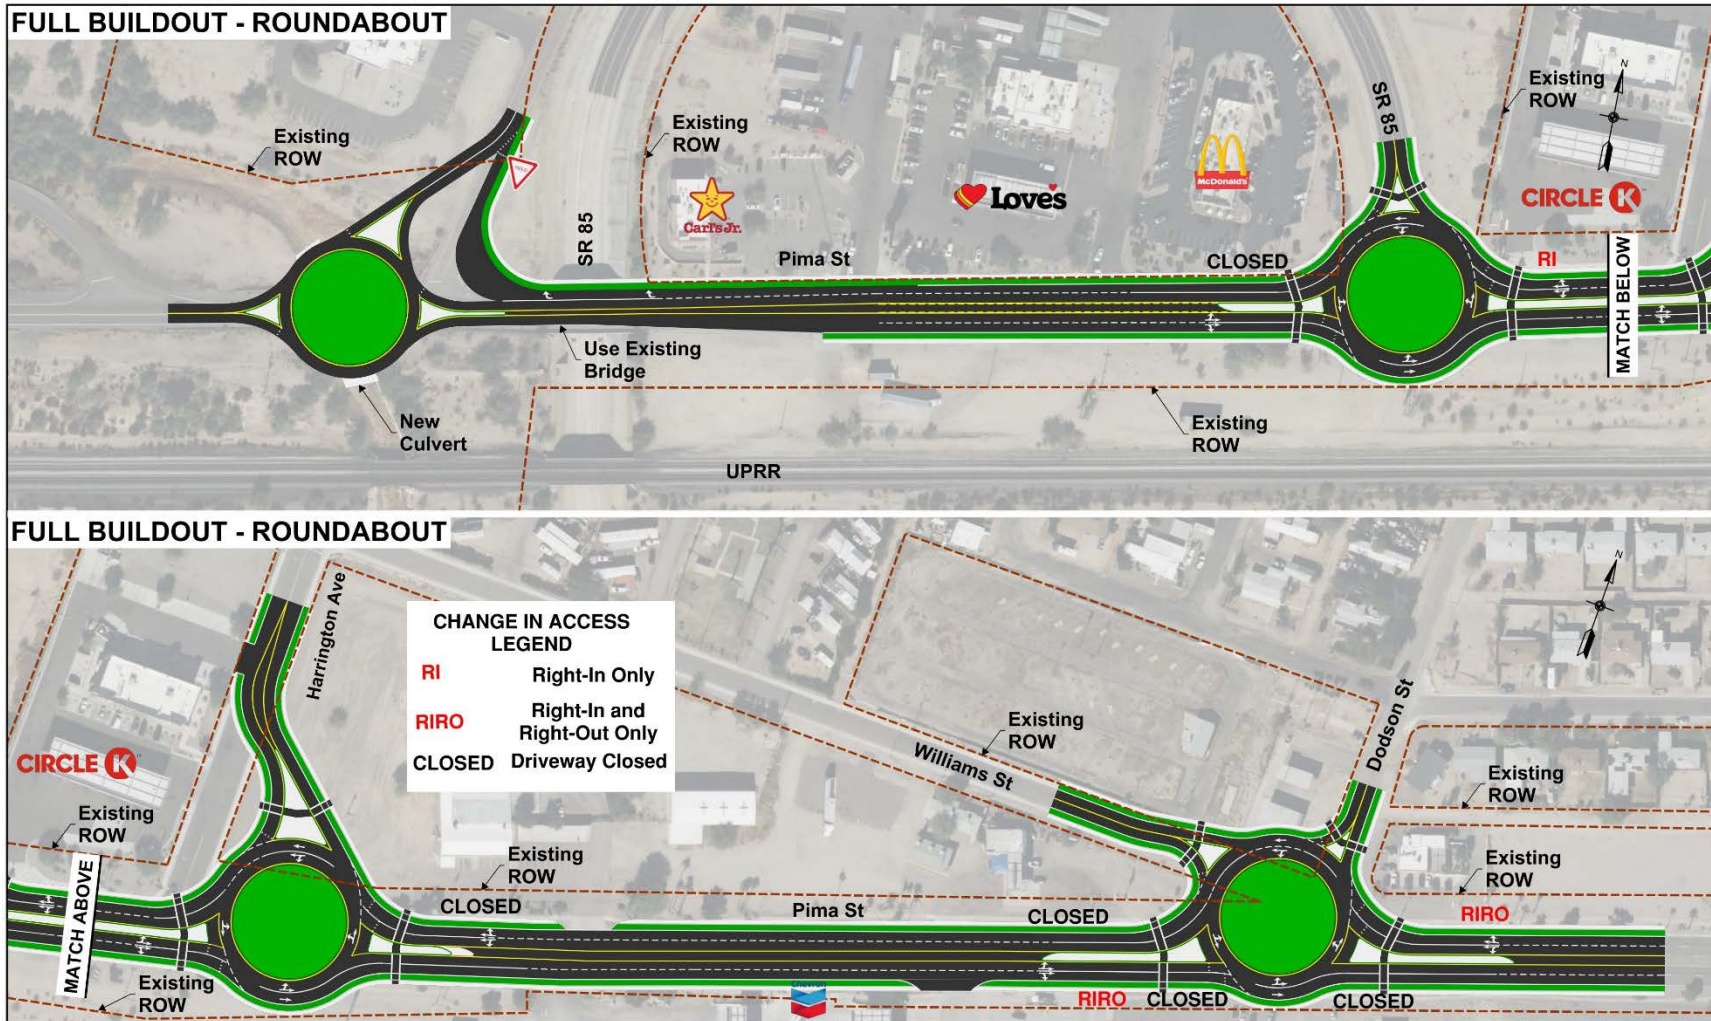 FULL BUILDOUT - ROUNDABOUT
Existing
ROW
SR 85
Existing
ROW
Carl's Jr.
Loves
McDonald's
SR 85
Existing
ROW
N
CIRCLE K
Pima St
CLOSED
RI
MATCH BELOW
Use Existing
Bridge
New
Culvert
Existing
ROW
UPRR
FULL BUILDOUT - ROUNDABOUT
Harrington Ave
CHANGE IN ACCESS
LEGEND
RI Right-In Only
RIRO Right-In and
Right-Out Only
CLOSED Driveway Closed
N
CIRCLE K
Existing
ROW
MATCH ABOVE
Existing
ROW
Existing
ROW
CLOSED
Pima St
CLOSED
Williams St
Existing
ROW
Dodson St
Existing
ROW
Existing
ROW
RIRO
Chevron
RIRO
CLOSED
CLOSED